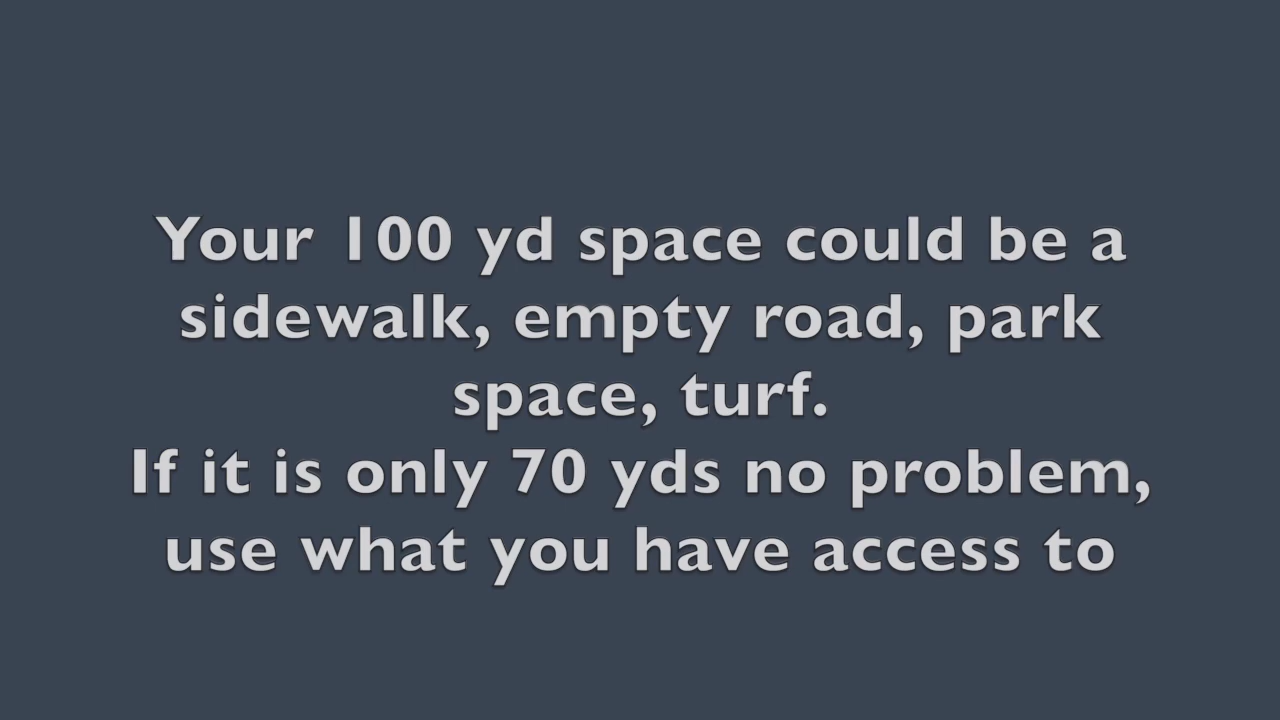 Your 100 yd space could be a
sidewalk, empty road, park
space, turf.
If it is only 70 yds no problem,
use what you have access to